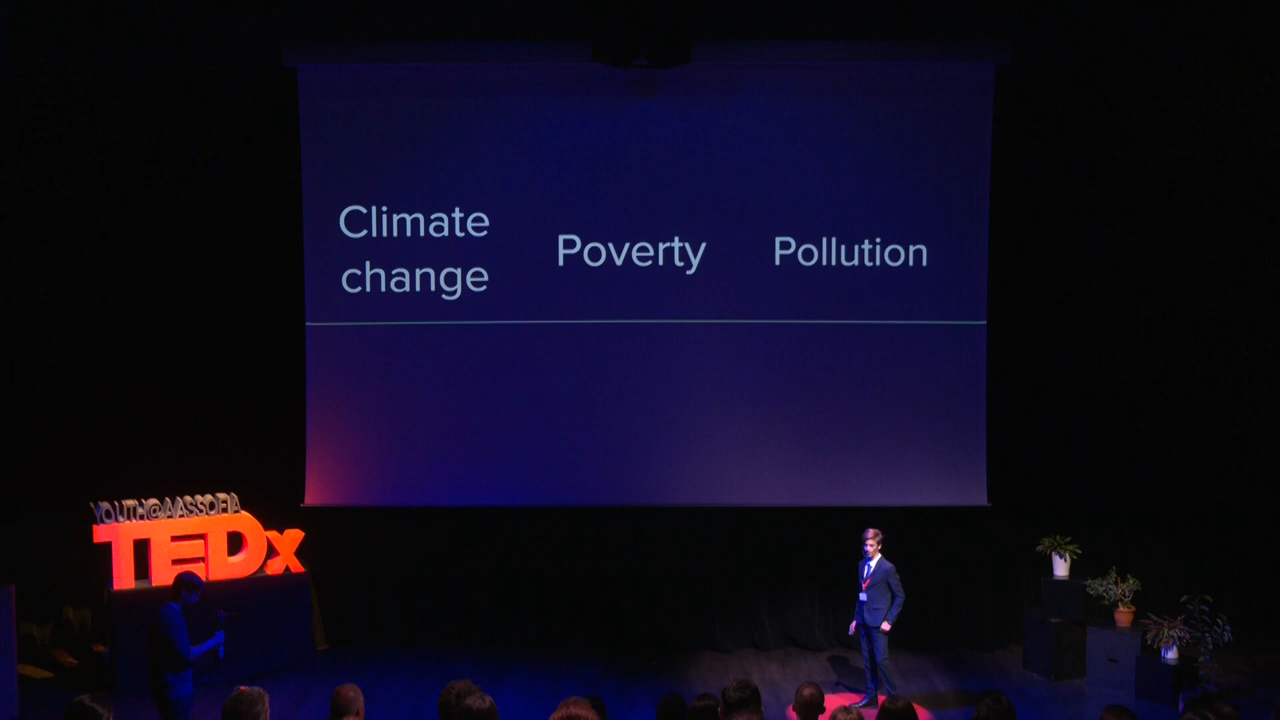 Climate
change
Poverty
Pollution
YOUTH@AASSOFIA
TEDx